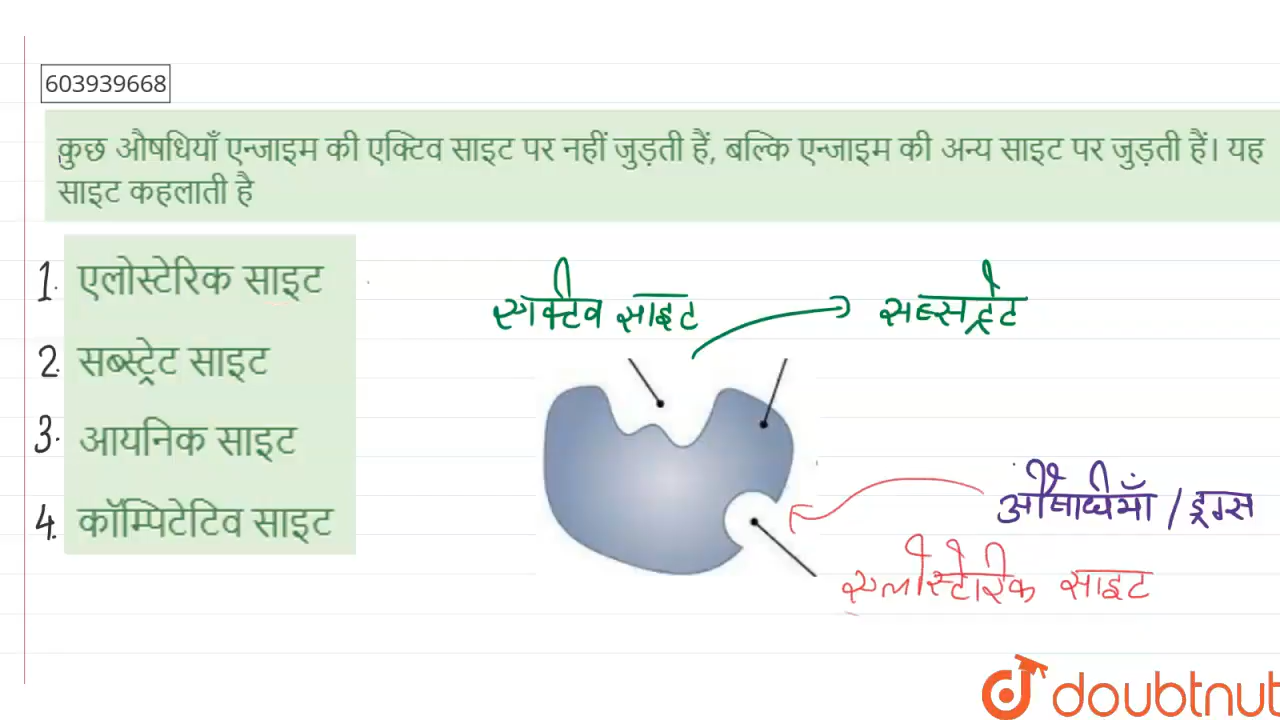 603939668
कुछ औषधियाँ एन्जाइम की एक्टिव साइट पर नहीं जुड़ती हैं, बल्कि एन्जाइम की अन्य साइट पर जुड़ती हैं। यह
साइट कहलाती है
1. एलोस्टेरिक साइट
2. सब्स्ट्रेट साइट
3. आयनिक साइट
4. कॉम्पिटेटिव साइट
एक्टिव साइट
सब्सट्रेट
औषधियाँ / ड्रग्स
एलोस्टेरिक साइट
doubtnut